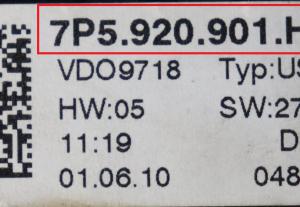 7P5.920.901.H
VDO9718 Typ:US
HW:05 SW:27
11:19 D
01.06.10 048